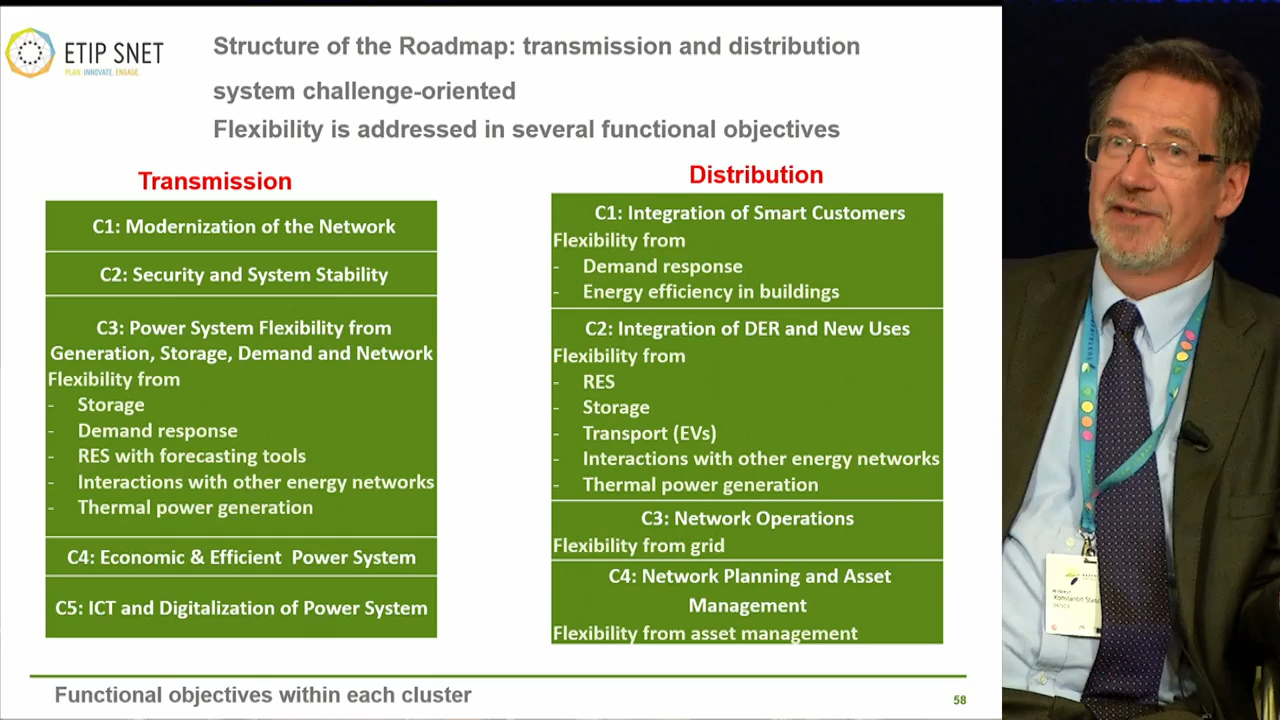 ETIP SNET
PLAN. INNOVATE. ENGAGE.
Structure of the Roadmap: transmission and distribution
system challenge-oriented
Flexibility is addressed in several functional objectives
Transmission
C1: Modernization of the Network
C2: Security and System Stability
C3: Power System Flexibility from
Generation, Storage, Demand and Network
Flexibility from
- Storage
- Demand response
- RES with forecasting tools
- Interactions with other energy networks
- Thermal power generation
C4: Economic & Efficient Power System
C5: ICT and Digitalization of Power System
Distribution
C1: Integration of Smart Customers
Flexibility from
- Demand response
- Energy efficiency in buildings
C2: Integration of DER and New Uses
Flexibility from
- RES
- Storage
- Transport (EVs)
- Interactions with other energy networks
- Thermal power generation
C3: Network Operations
Flexibility from grid
C4: Network Planning and Asset
Management
Flexibility from asset management
Functional objectives within each cluster
58
Konstantin